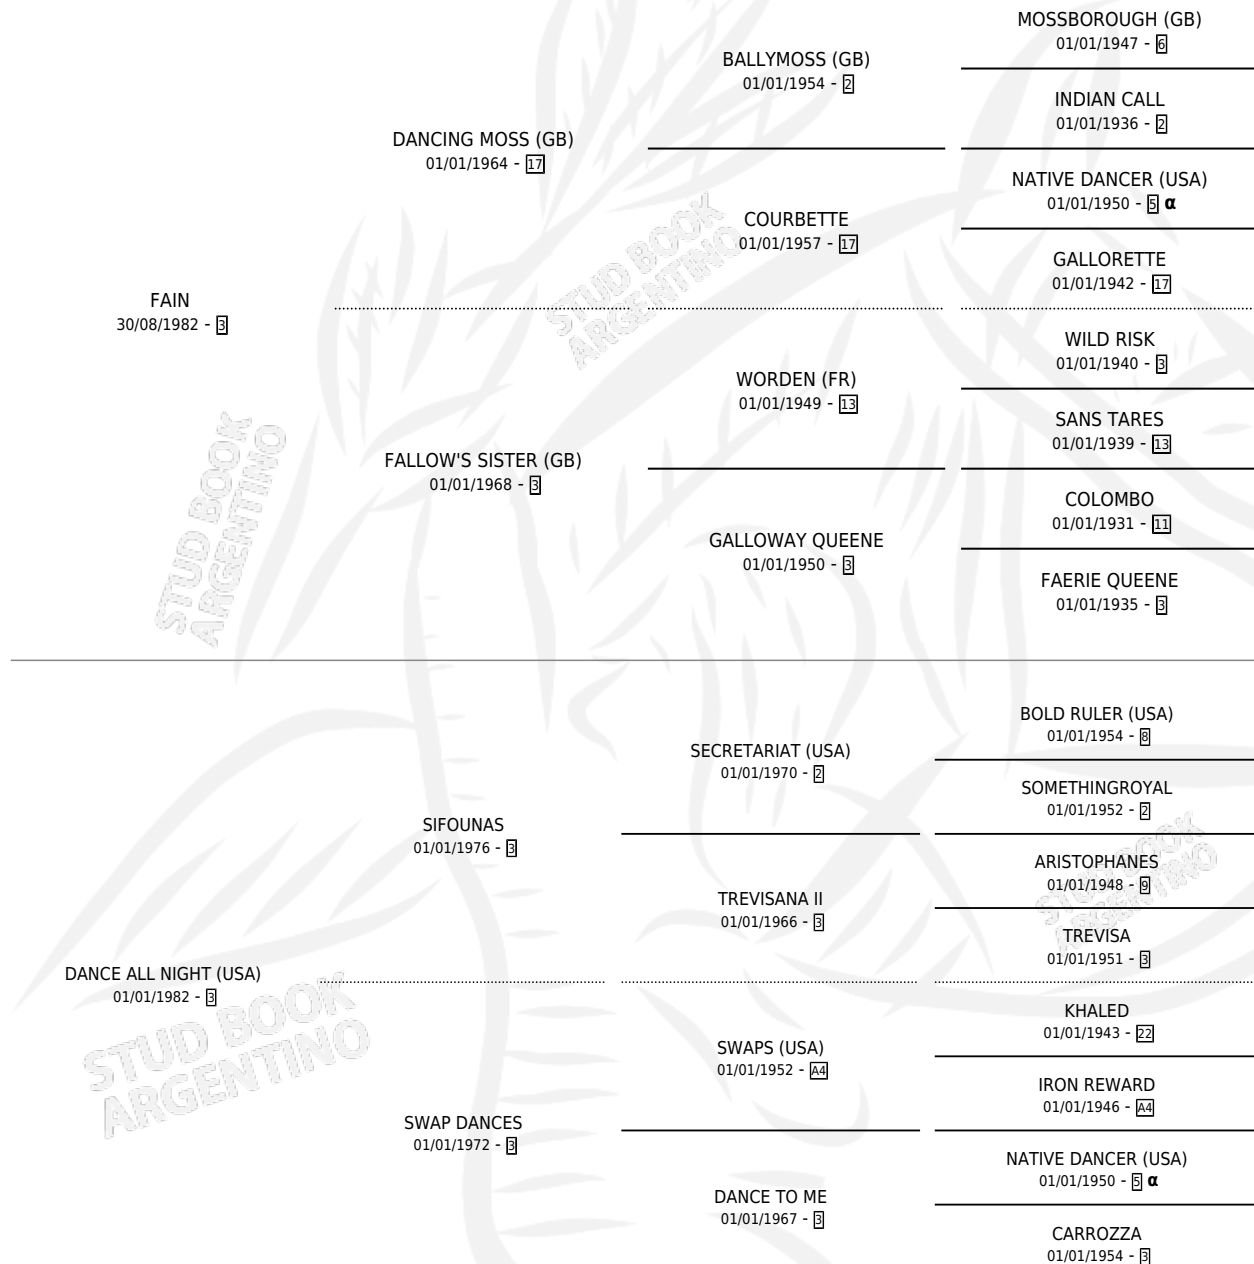 MOSSBOROUGH (GB)
01/01/1947 - 6
BALLYMOSS (GB)
01/01/1954 - 2
INDIAN CALL
01/01/1936 - 2
DANCING MOSS (GB)
01/01/1964 - 17
NATIVE DANCER (USA)
01/01/1950 - 5 α
COURBETTE
01/01/1957 - 17
GALLORETTE
01/01/1942 - 17
FAIN
30/08/1982 - 3
WILD RISK
01/01/1940 - 3
WORDEN (FR)
01/01/1949 - 13
SANS TARES
01/01/1939 - 13
FALLOW'S SISTER (GB)
01/01/1968 - 3
COLOMBO
01/01/1931 - 11
GALLOWAY QUEENE
01/01/1950 - 3
FAERIE QUEENE
01/01/1935 - 3
BOLD RULER (USA)
01/01/1954 - 8
SECRETARIAT (USA)
01/01/1970 - 2
SOMETHINGROYAL
01/01/1952 - 2
SIFOUNAS
01/01/1976 - 3
ARISTOPHANES
01/01/1948 - 9
TREVISANA II
01/01/1966 - 3
TREVISA
01/01/1951 - 3
DANCE ALL NIGHT (USA)
01/01/1982 - 3
KHALED
01/01/1943 - 22
SWAPS (USA)
01/01/1952 - A4
IRON REWARD
01/01/1946 - A4
SWAP DANCES
01/01/1972 - 3
NATIVE DANCER (USA)
01/01/1950 - 5 α
DANCE TO ME
01/01/1967 - 3
CARROZZA
01/01/1954 - 3
STUD BOOK
ARGENTINO
STUD BOOK
ARGENTINO
STUD BOOK
ARGENTINO
STUD BOOK
ARGENTINO